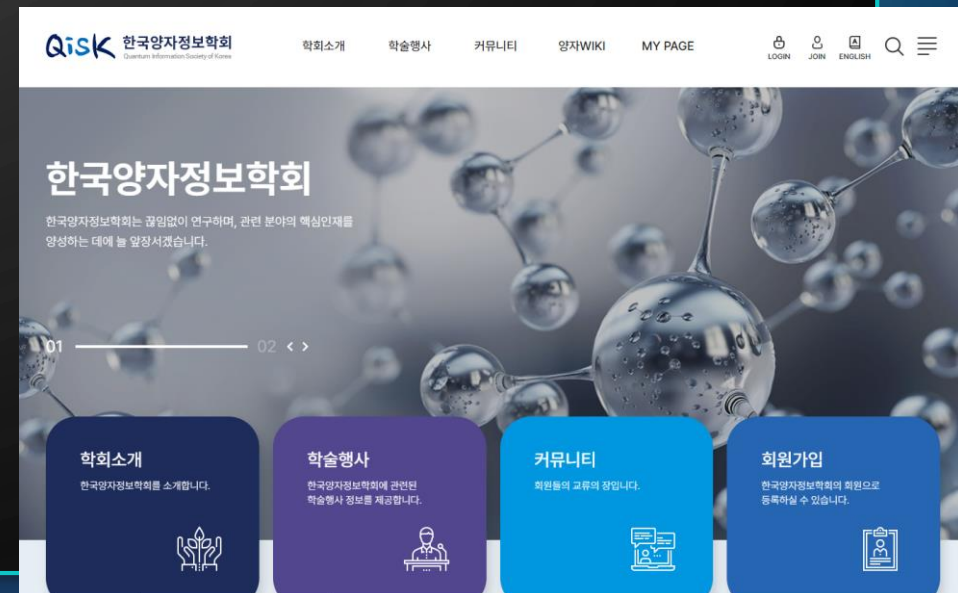 QisK 한국양자정보학회
Quantum Information Society of Korea
학회소개 학술행사 커뮤니티 양자WIKI MY PAGE
LOGIN JOIN ENGLISH
한국양자정보학회
한국양자정보학회는 끊임없이 연구하며, 관련 분야의 핵심인재를
양성하는 데에 늘 앞장서겠습니다.
01 02 < >
학회소개
한국양자정보학회를 소개합니다.
학술행사
한국양자정보학회에 관련된
학술행사 정보를 제공합니다.
커뮤니티
회원들의 교류의 장입니다.
회원가입
한국양자정보학회의 회원으로
등록하실 수 있습니다.